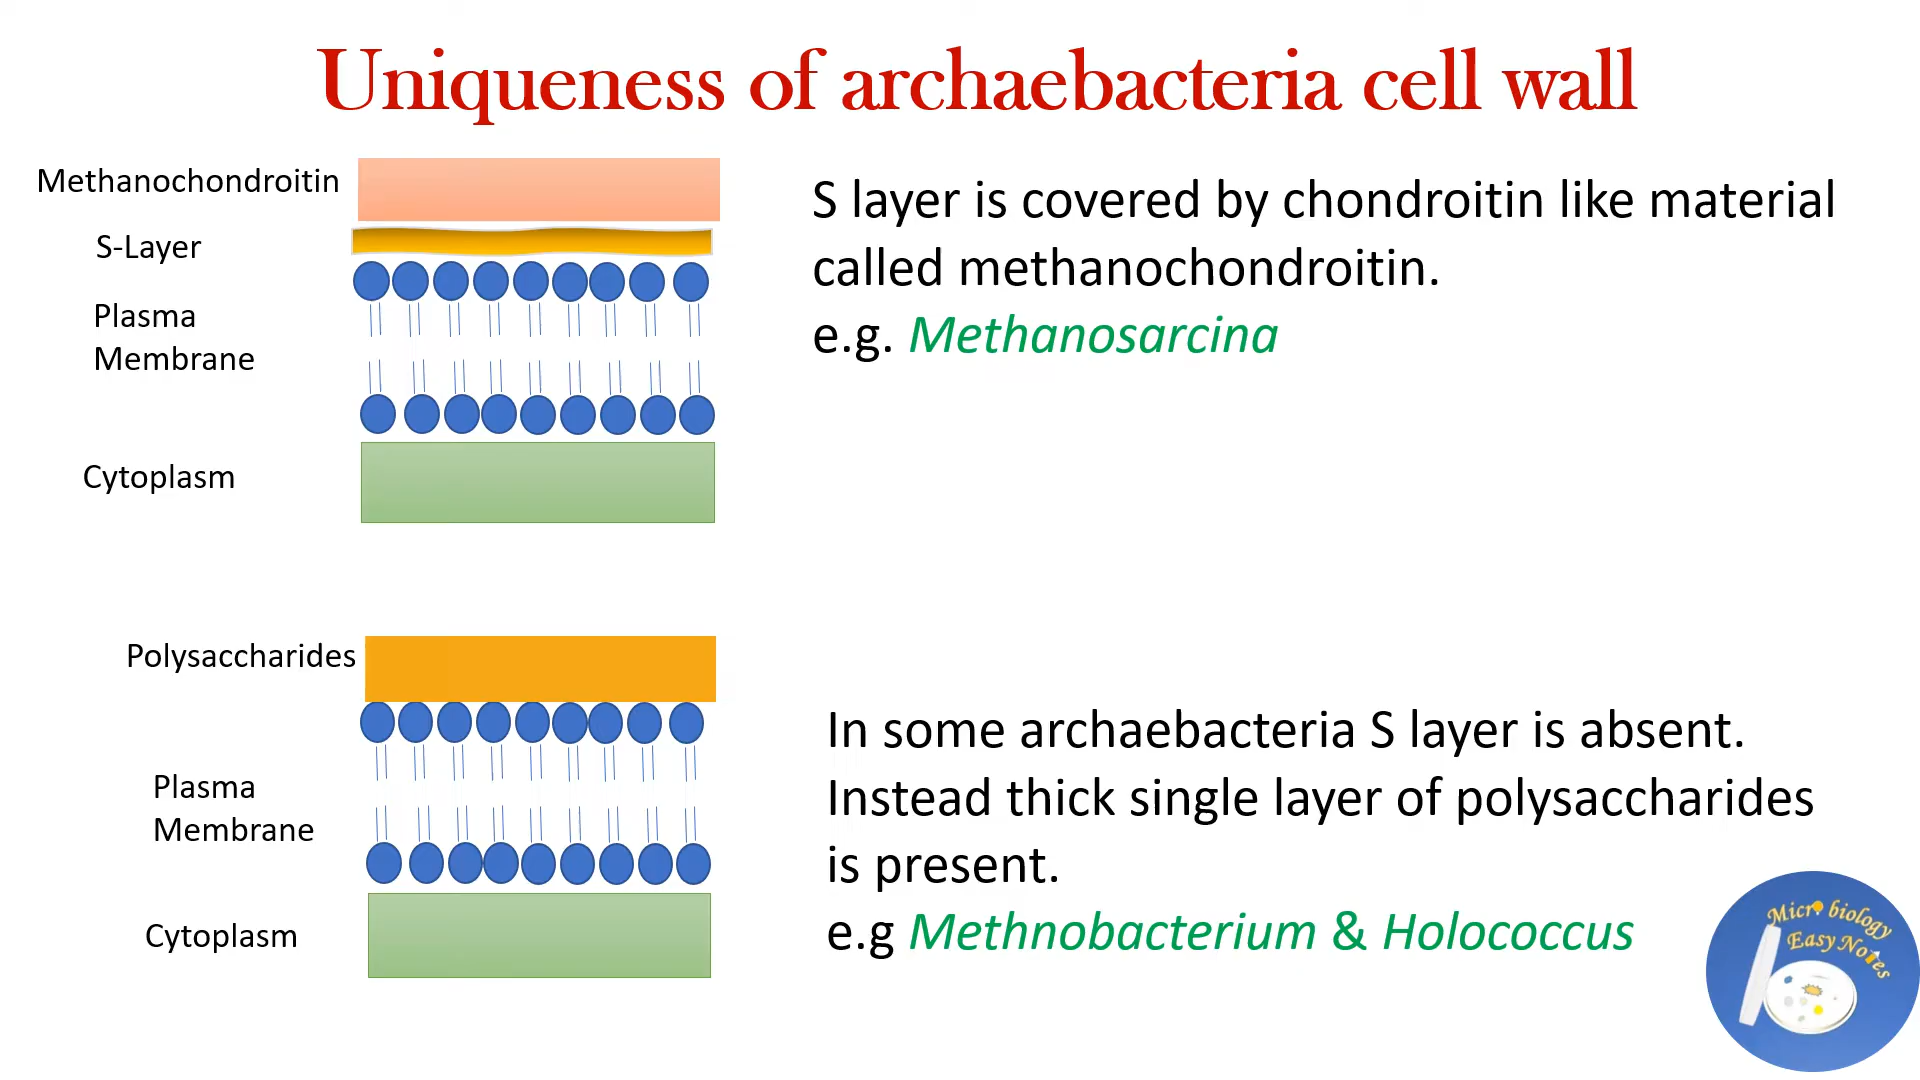 Uniqueness of archaebacteria cell wall
Methanochondroitin
S-Layer
Plasma
Membrane
Cytoplasm
S layer is covered by chondroitin like material
called methanochondroitin.
e.g. Methanosarcina
Polysaccharides
Plasma
Membrane
Cytoplasm
In some archaebacteria S layer is absent.
Instead thick single layer of polysaccharides
is present.
e.g Methnobacterium & Holococcus
Micr biology
Easy Notes